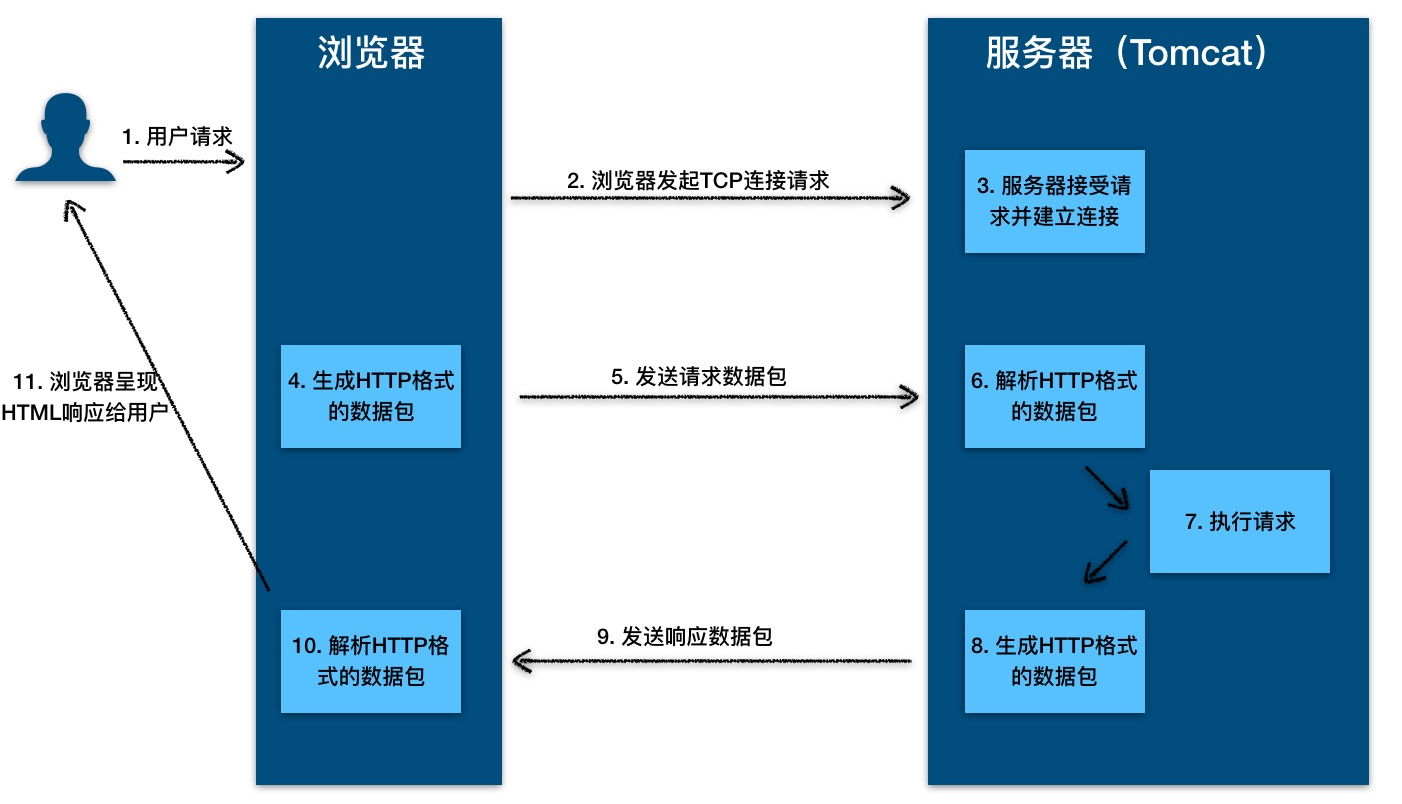 浏览器
服务器（Tomcat）
1. 用户请求
2. 浏览器发起TCP连接请求
3. 服务器接受请
求并建立连接
4. 生成HTTP格式
的数据包
5. 发送请求数据包
6. 解析HTTP格式
的数据包
7. 执行请求
8. 生成HTTP格式
的数据包
9. 发送响应数据包
10. 解析HTTP格
式的数据包
11. 浏览器呈现
HTML响应给用户